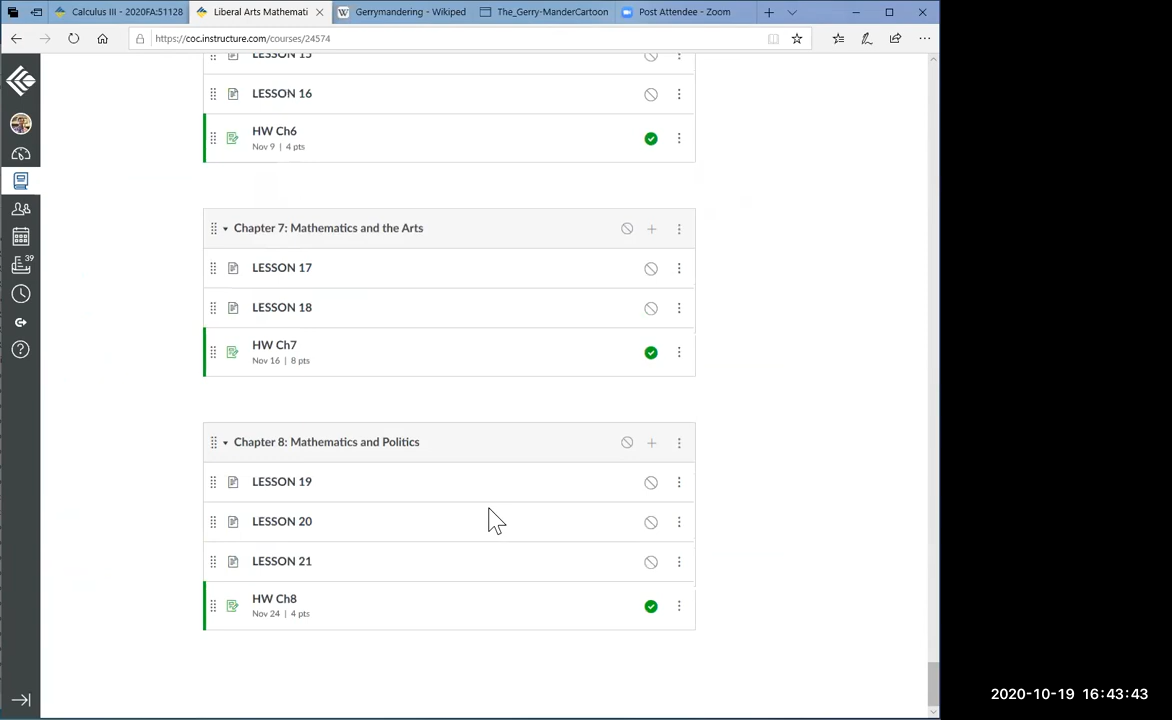 Calculus III - 2020FA:51128
Liberal Arts Mathemati
Gerrymandering - Wikiped
The_Gerry-ManderCartoon
Post Attendee - Zoom
https://coc.instructure.com/courses/24574
LESSON 15
LESSON 16
HW Ch6
Nov 9 | 4 pts
Chapter 7: Mathematics and the Arts
LESSON 17
LESSON 18
HW Ch7
Nov 16 | 8 pts
Chapter 8: Mathematics and Politics
LESSON 19
LESSON 20
LESSON 21
HW Ch8
Nov 24 | 4 pts
39
2020-10-19 16:43:43